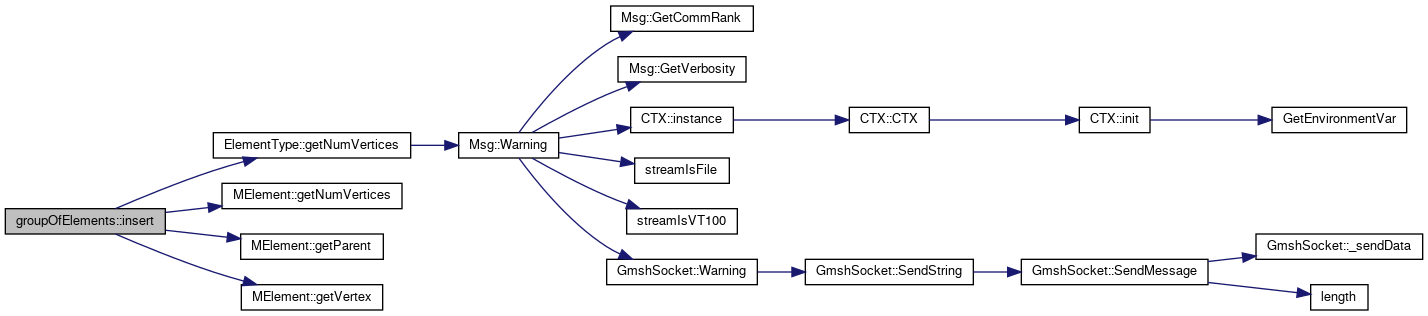 groupOfElements::insert
ElementType::getNumVertices
MElement::getNumVertices
MElement::getParent
MElement::getVertex
Msg::Warning
Msg::GetCommRank
Msg::GetVerbosity
CTX::instance
streamIsFile
streamIsVT100
GmshSocket::Warning
CTX::CTX
GmshSocket::SendString
CTX::init
GmshSocket::SendMessage
GetEnvironmentVar
GmshSocket::_sendData
length